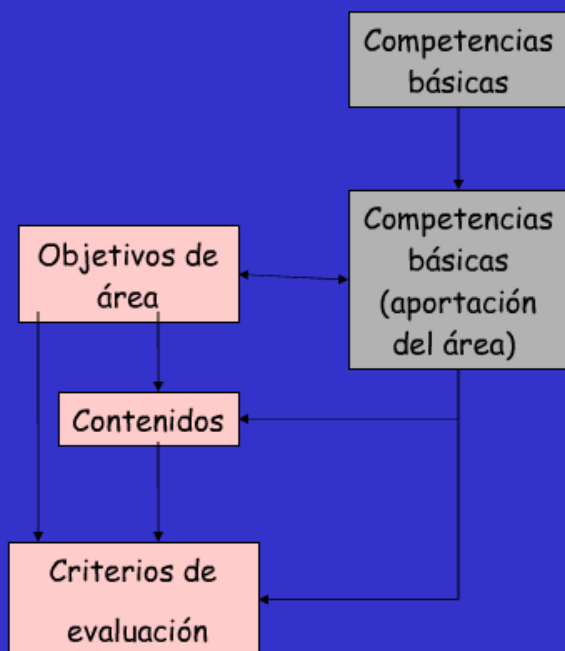 Competencias
básicas
Competencias
básicas
(aportación
del área)
Objetivos de
área
Contenidos
Criterios de
evaluación